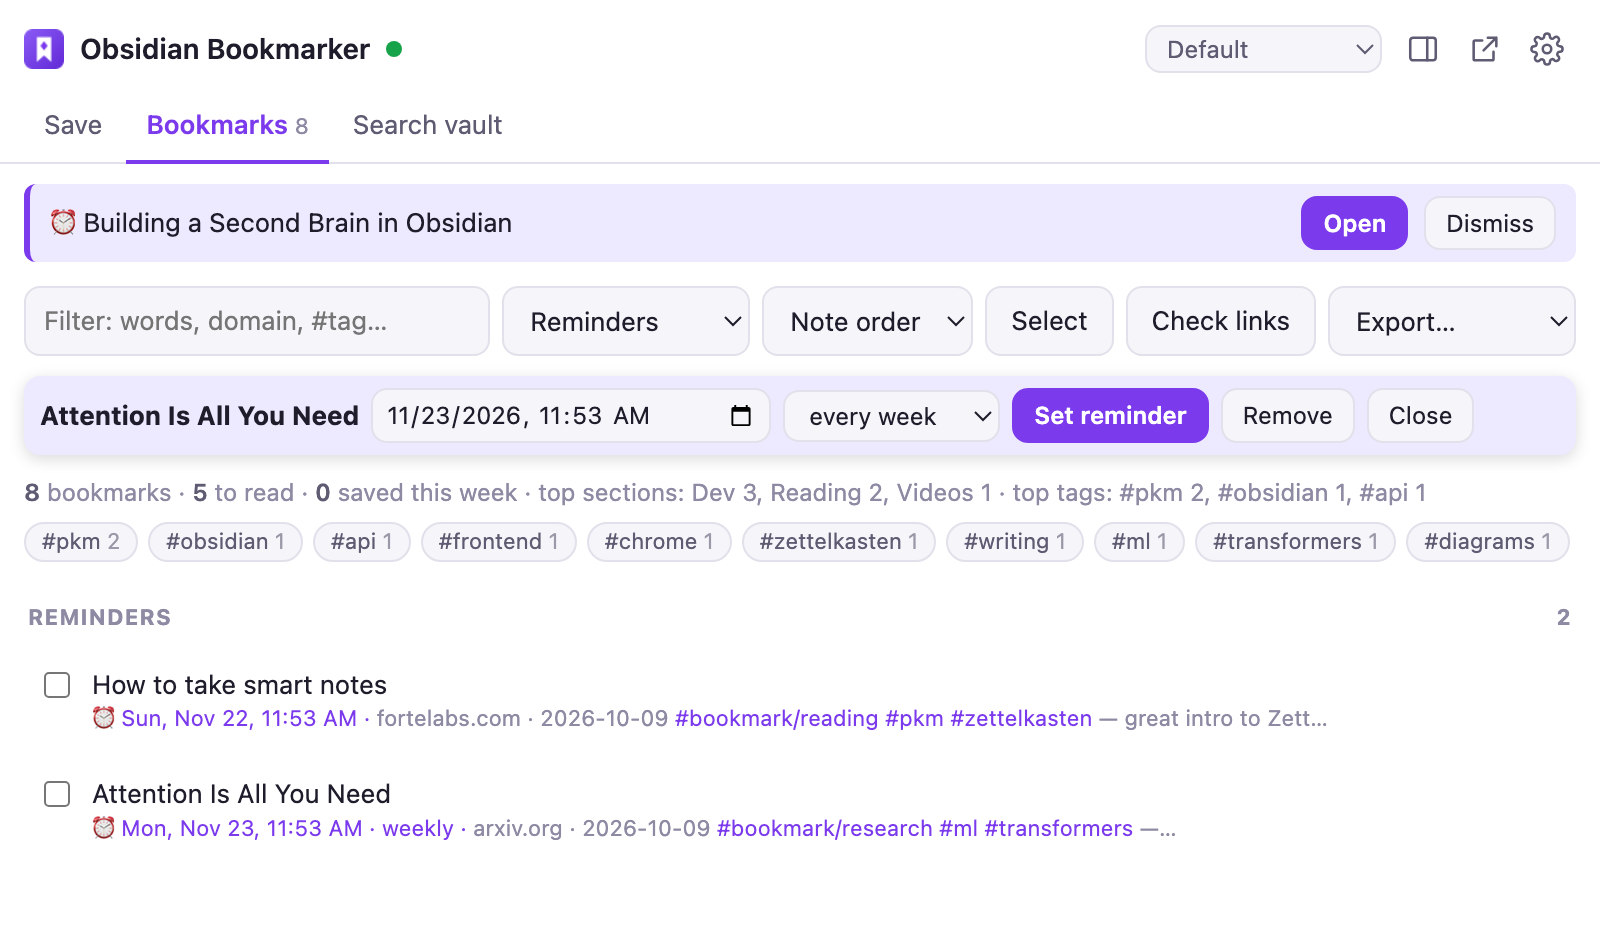 Obsidian Bookmarker
Default
Save
Bookmarks 8
Search vault
⏰ Building a Second Brain in Obsidian
Open
Dismiss
Filter: words, domain, #tag...
Reminders
Note order
Select
Check links
Export...
Attention Is All You Need
11/23/2026, 11:53 AM
every week
Set reminder
Remove
Close
8 bookmarks · 5 to read · 0 saved this week · top sections: Dev 3, Reading 2, Videos 1 · top tags: #pkm 2, #obsidian 1, #api 1
#pkm 2
#obsidian 1
#api 1
#frontend 1
#chrome 1
#zettelkasten 1
#writing 1
#ml 1
#transformers 1
#diagrams 1
REMINDERS
2
How to take smart notes
⏰ Sun, Nov 22, 11:53 AM · fortelabs.com · 2026-10-09 #bookmark/reading #pkm #zettelkasten — great intro to Zett...
Attention Is All You Need
⏰ Mon, Nov 23, 11:53 AM · weekly · arxiv.org · 2026-10-09 #bookmark/research #ml #transformers —...